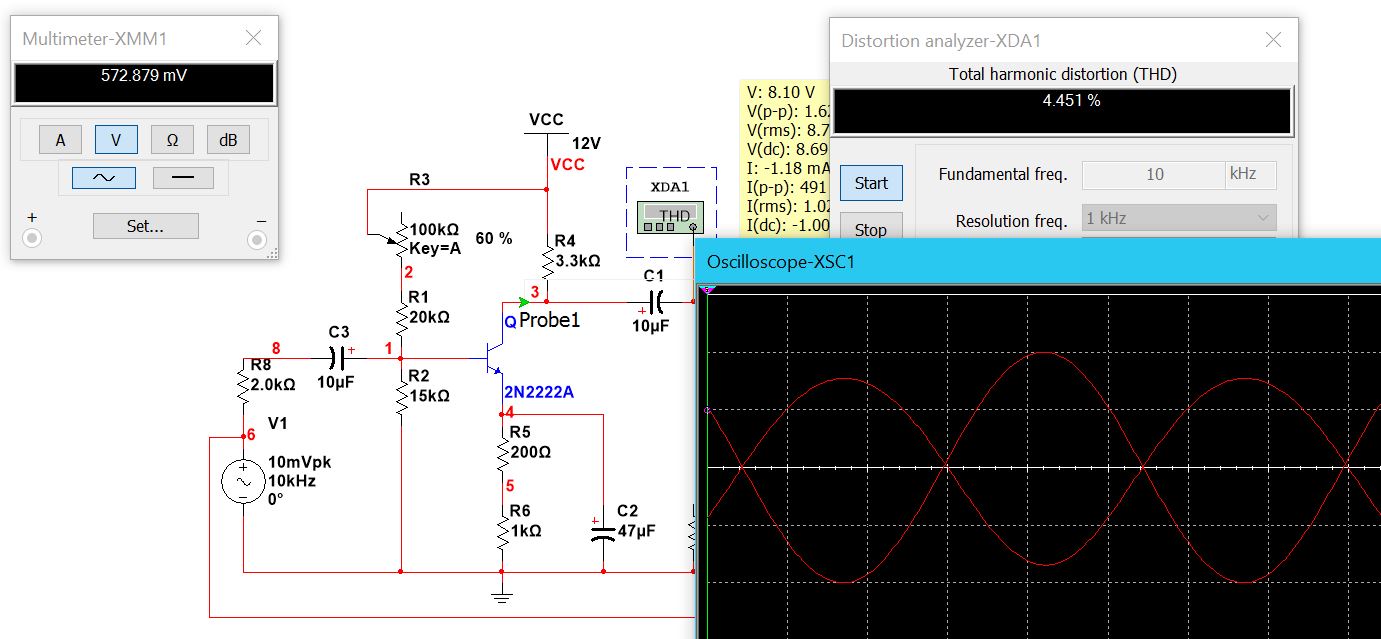 Multimeter-XMM1
572.879 mV
A
V
Ω
dB
+
−
Set...
Distortion analyzer-XDA1
Total harmonic distortion (THD)
4.451 %
Start
Stop
Fundamental freq.
10
kHz
Resolution freq.
1 kHz
V: 8.10 V
V(p-p): 1.62
V(rms): 8.7
V(dc): 8.69
I: -1.18 mA
I(p-p): 491
I(rms): 1.02
I(dc): -1.00
Oscilloscope-XSC1
VCC
12V
VCC
R3
100kΩ
Key=A
60 %
XDA1
THD
R4
3.3kΩ
C1
+
10µF
2
R1
20kΩ
3
Q
Probe1
C3
+
10µF
8
1
R8
2.0kΩ
R2
15kΩ
2N2222A
4
V1
6
10mVpk
10kHz
0°
R5
200Ω
5
R6
1kΩ
C2
+
47µF